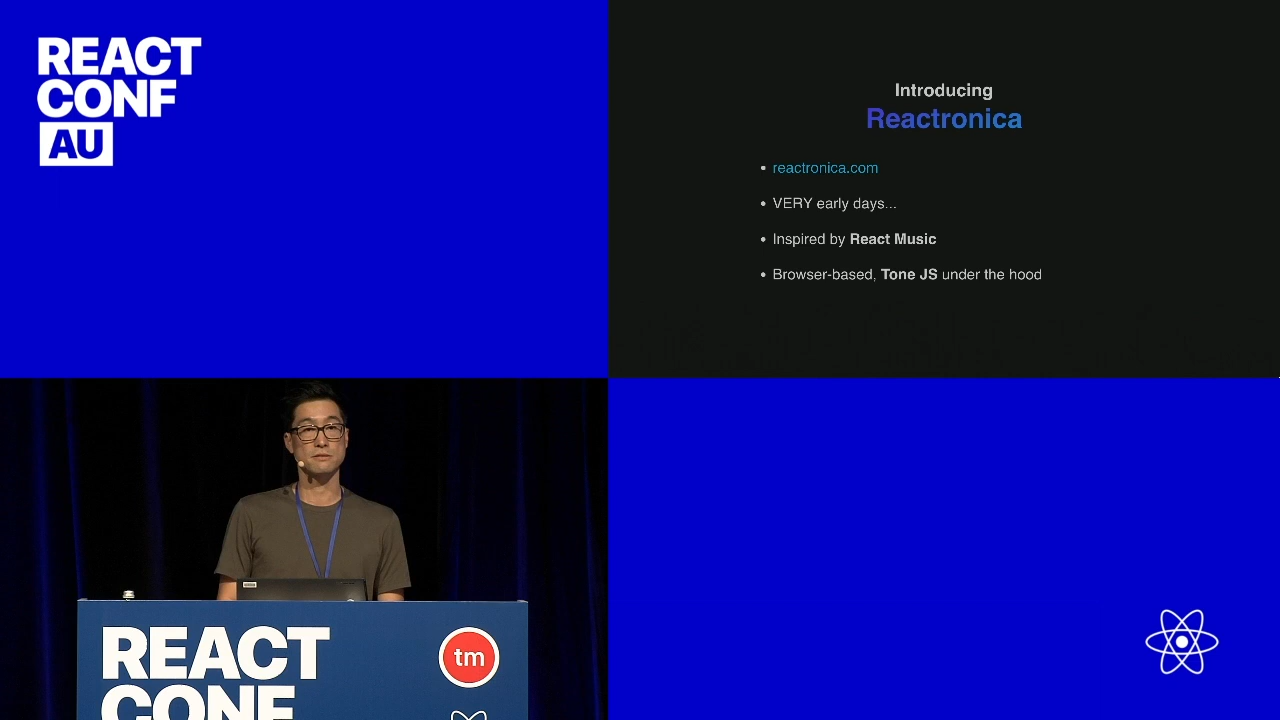 REACT
CONF
AU
Introducing
Reactronica
• reactronica.com
• VERY early days...
• Inspired by React Music
• Browser-based, Tone JS under the hood
REACT
CONF
tm